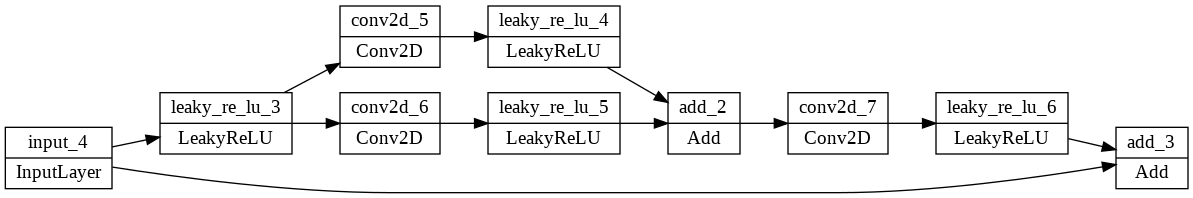 conv2d_5
Conv2D
leaky_re_lu_4
LeakyReLU
leaky_re_lu_3
LeakyReLU
conv2d_6
Conv2D
leaky_re_lu_5
LeakyReLU
add_2
Add
conv2d_7
Conv2D
leaky_re_lu_6
LeakyReLU
input_4
InputLayer
add_3
Add